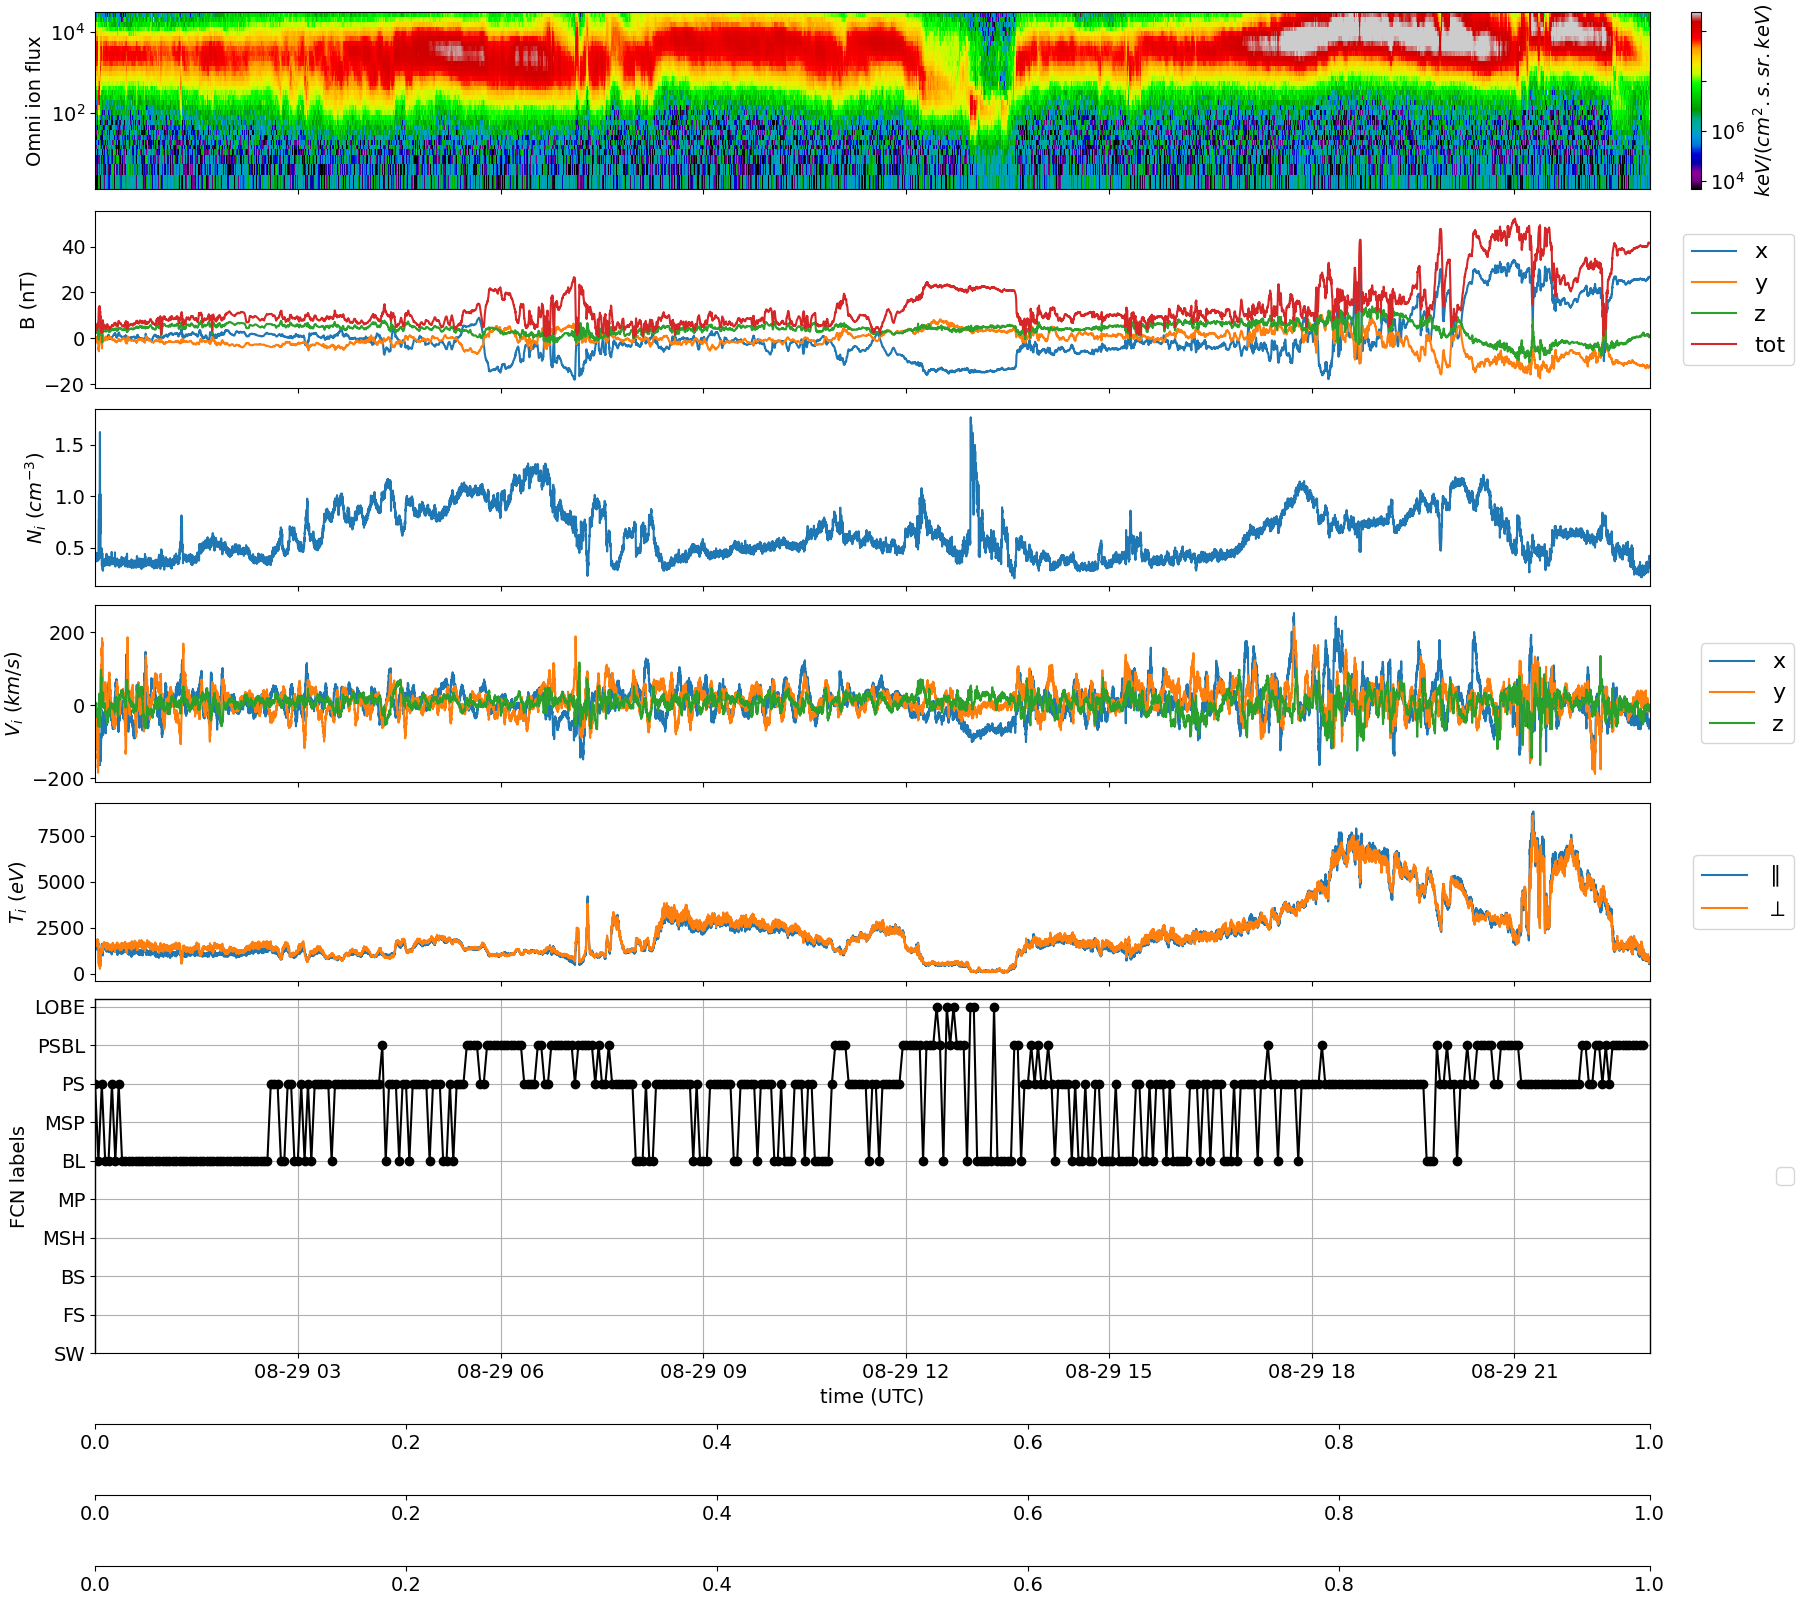 Omni ion flux
10^4
10^2
10^6
10^4
keV/(cm^2.s.sr.keV)
B (nT)
40
20
0
−20
x
y
z
tot
N_i (cm^−3)
1.5
1.0
0.5
V_i (km/s)
200
0
−200
x
y
z
T_i (eV)
7500
5000
2500
0
∥
⊥
FCN labels
LOBE
PSBL
PS
MSP
BL
MP
MSH
BS
FS
SW
08-29 03 08-29 06 08-29 09 08-29 12 08-29 15 08-29 18 08-29 21
time (UTC)
0.0 0.2 0.4 0.6 0.8 1.0
0.0 0.2 0.4 0.6 0.8 1.0
0.0 0.2 0.4 0.6 0.8 1.0